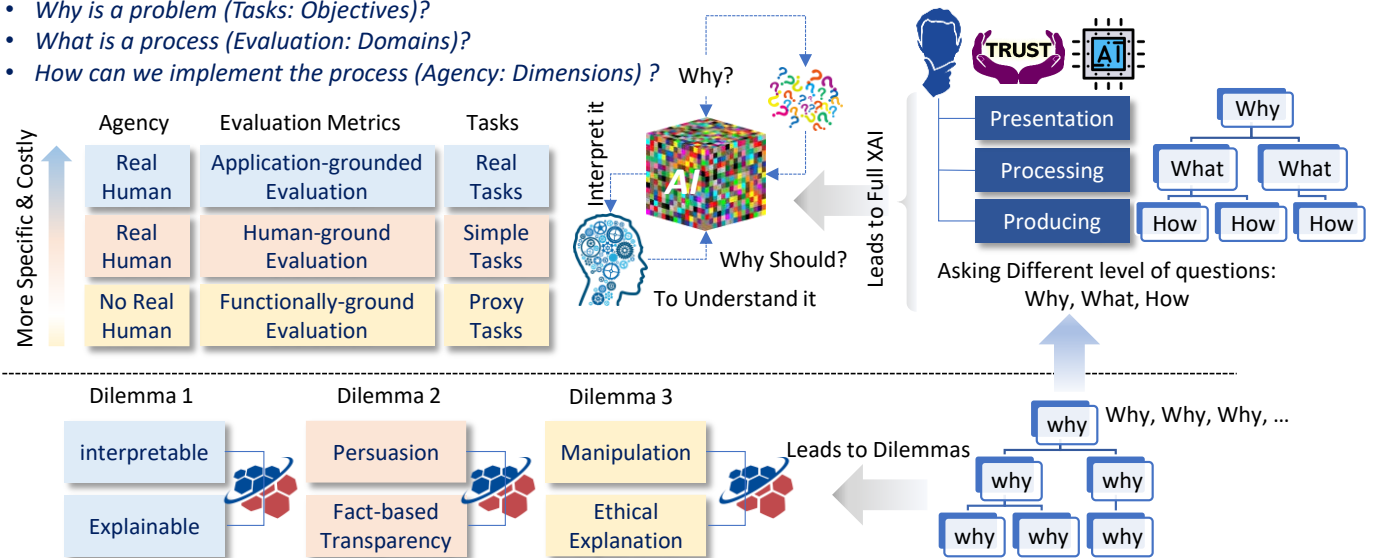 • Why is a problem (Tasks: Objectives)?
• What is a process (Evaluation: Domains)?
• How can we implement the process (Agency: Dimensions) ?
More Specific & Costly
Agency
Evaluation Metrics
Tasks
Real
Human
Application-grounded
Evaluation
Real
Tasks
Real
Human
Human-ground
Evaluation
Simple
Tasks
No Real
Human
Functionally-ground
Evaluation
Proxy
Tasks
Why?
Interpret it
AI
Why Should?
To Understand it
Leads to Full XAI
TRUST
AI
Presentation
Processing
Producing
Why
What
What
How
How
How
Asking Different level of questions:
Why, What, How
Dilemma 1
interpretable
Explainable
Dilemma 2
Persuasion
Fact-based
Transparency
Dilemma 3
Manipulation
Ethical
Explanation
Leads to Dilemmas
Why, Why, Why, ...
why
why
why
why
why
why